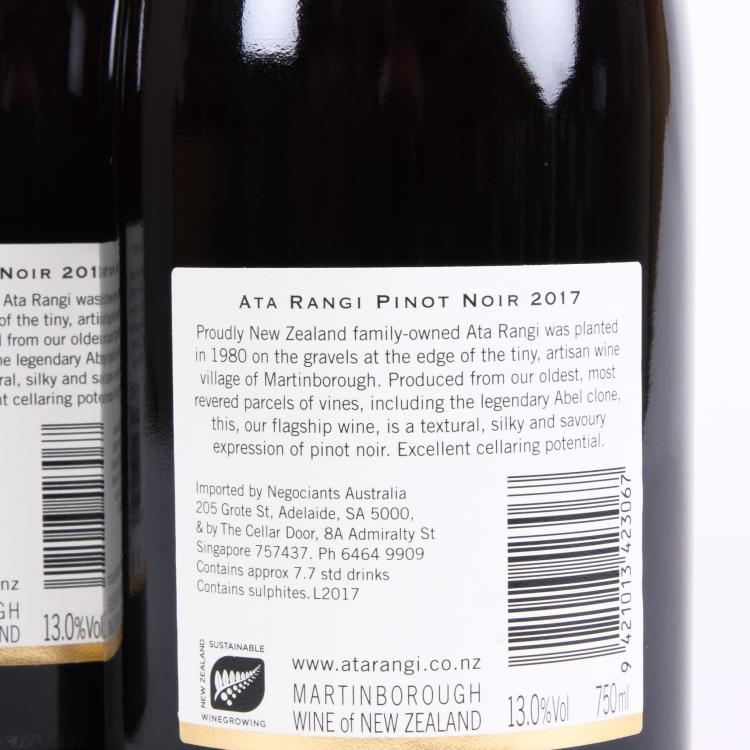 NOIR 201
Ata Rangi was
of the tiny, arti
from our oldes
he legendary Ab
ral, silky and sa
nt cellaring pote
nz
GH
ND
13.0%Vol
ATA RANGI PINOT NOIR 2017
Proudly New Zealand family-owned Ata Rangi was planted
in 1980 on the gravels at the edge of the tiny, artisan wine
village of Martinborough. Produced from our oldest, most
revered parcels of vines, including the legendary Abel clone,
this, our flagship wine, is a textural, silky and savoury
expression of pinot noir. Excellent cellaring potential.
Imported by Negociants Australia
205 Grote St, Adelaide, SA 5000,
& by The Cellar Door, 8A Admiralty St
Singapore 757437. Ph 6464 9909
Contains approx 7.7 std drinks
Contains sulphites. L2017
9 421013 423067
NEW ZEALAND
SUSTAINABLE
WINEGROWING
www.atarangi.co.nz
MARTINBOROUGH
WINE of NEW ZEALAND
13.0%Vol
750ml